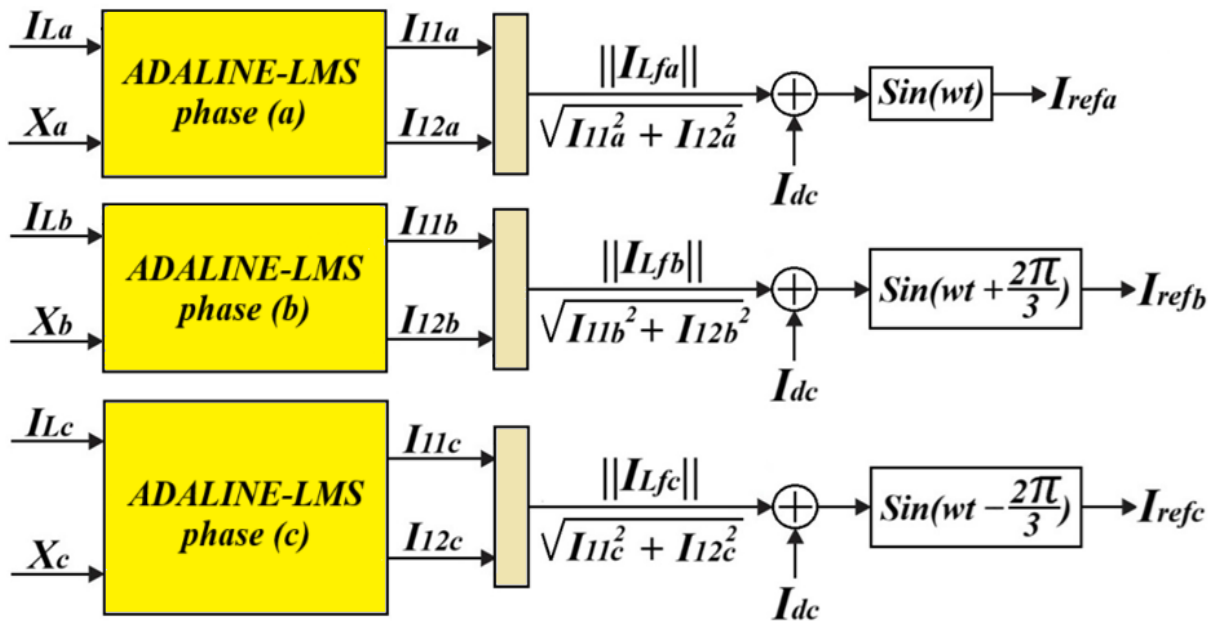 ILa
Xa
ADALINE-LMS
phase (a)
I11a
I12a
||ILfa||
√I11a² + I12a²
Idc
Sin(wt)
Irefa
ILb
Xb
ADALINE-LMS
phase (b)
I11b
I12b
||ILfb||
√I11b² + I12b²
Idc
Sin(wt + 2π/3)
Irefb
ILc
Xc
ADALINE-LMS
phase (c)
I11c
I12c
||ILfc||
√I11c² + I12c²
Idc
Sin(wt − 2π/3)
Irefc